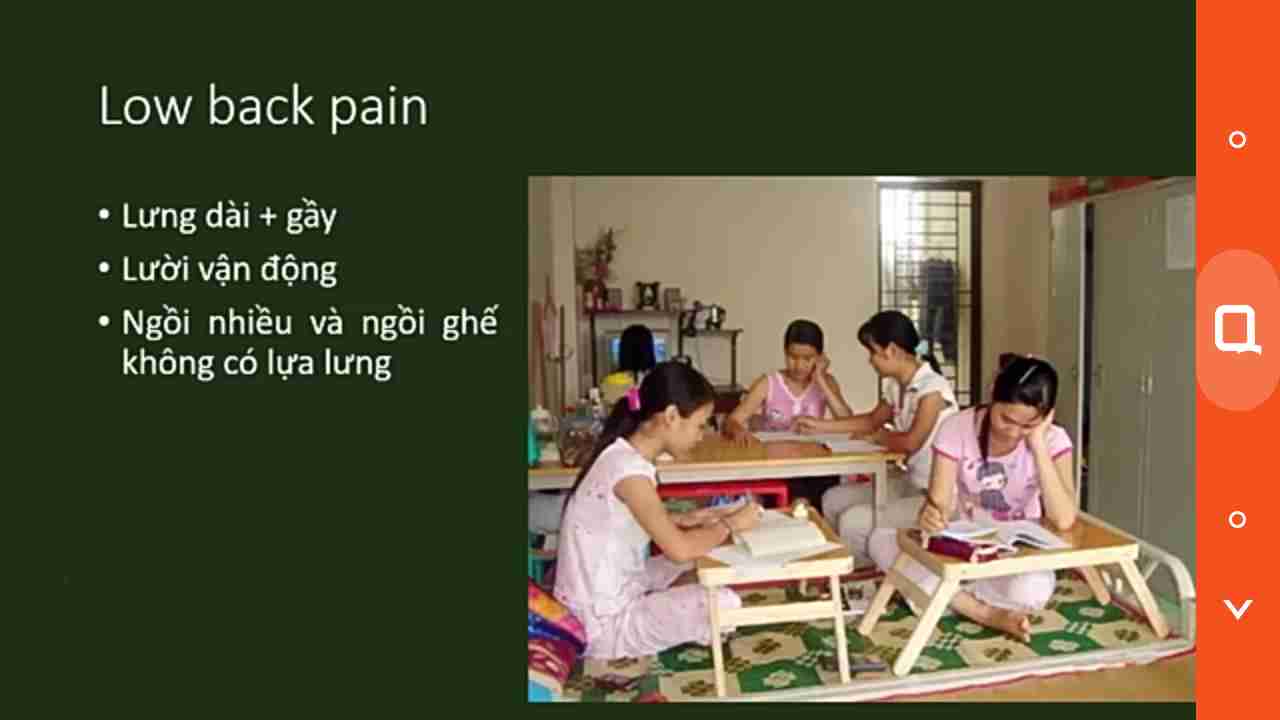 Low back pain
• Lưng dài + gầy
• Lười vận động
• Ngồi nhiều và ngồi ghế
không có lựa lưng